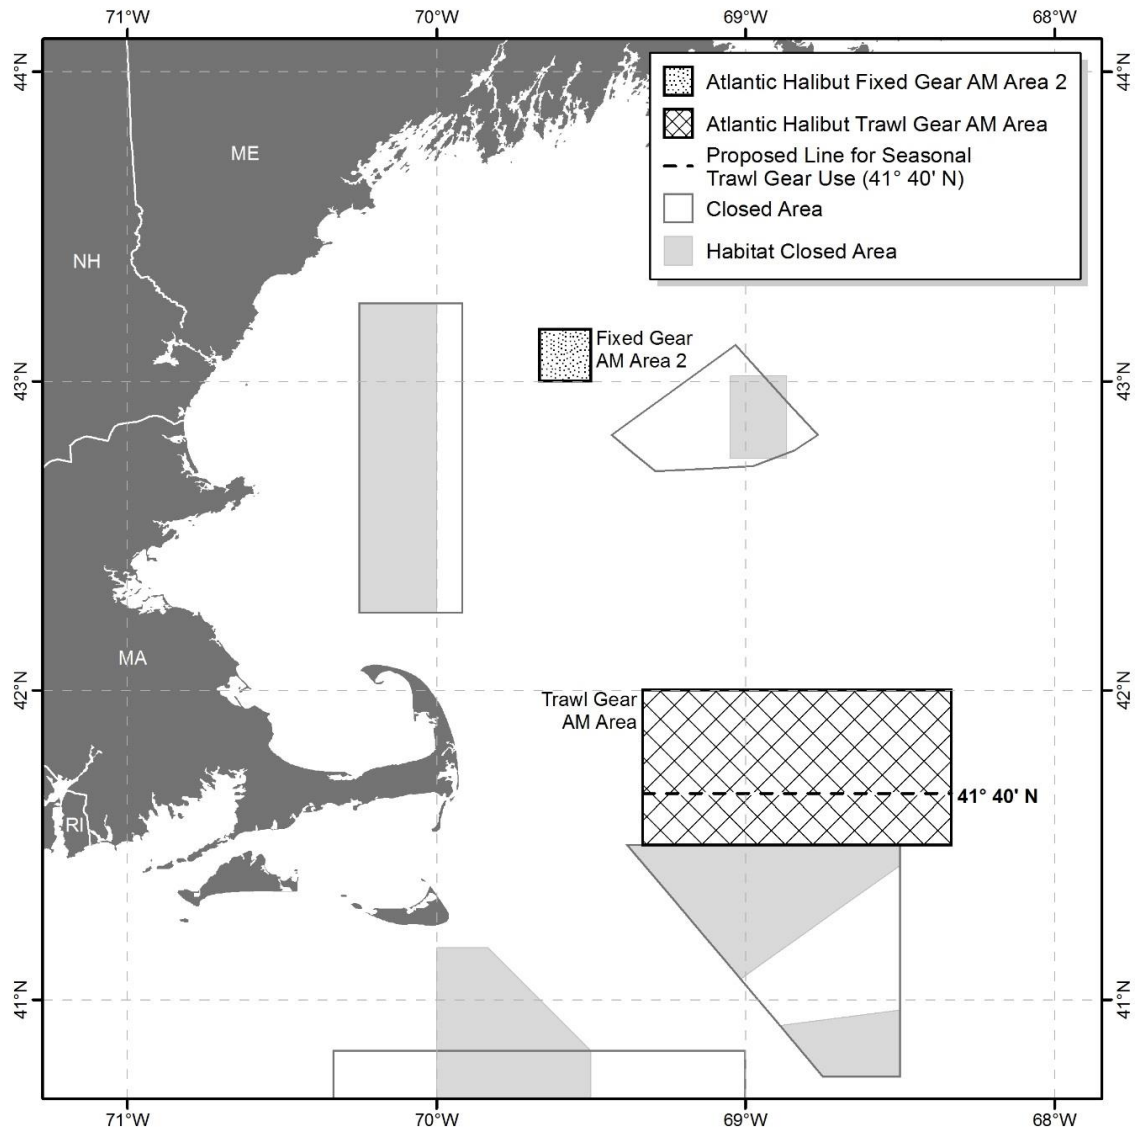 71°W 70°W 69°W 68°W
44°N 44°N
Atlantic Halibut Fixed Gear AM Area 2
Atlantic Halibut Trawl Gear AM Area
Proposed Line for Seasonal
Trawl Gear Use (41° 40' N)
Closed Area
Habitat Closed Area
ME
NH
Fixed Gear
AM Area 2
43°N 43°N
MA
42°N 42°N
Trawl Gear
AM Area
41° 40' N
RI
41°N 41°N
71°W 70°W 69°W 68°W